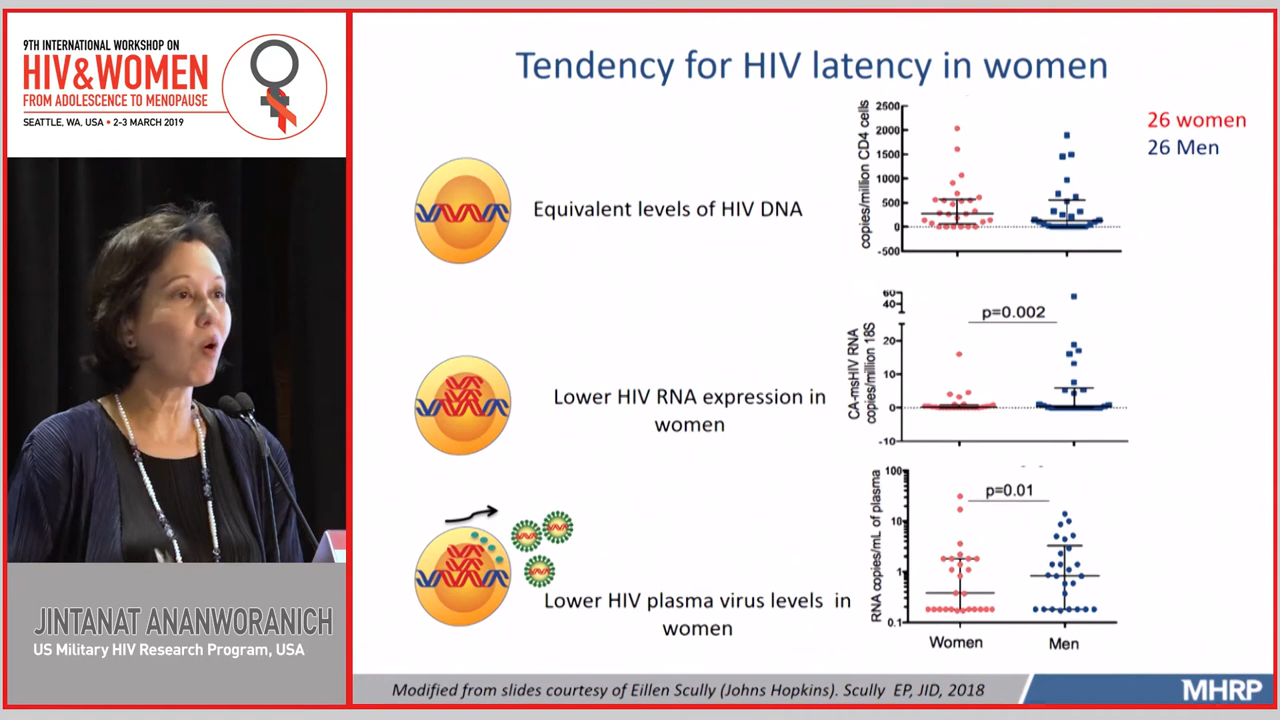 9TH INTERNATIONAL WORKSHOP ON
HIV&WOMEN
FROM ADOLESCENCE TO MENOPAUSE
SEATTLE, WA, USA • 2-3 MARCH 2019
JINTANAT ANANWORANICH
US Military HIV Research Program, USA
Tendency for HIV latency in women
26 women
26 Men
Equivalent levels of HIV DNA
copies/million CD4 cells
2500
2000
1500
1000
500
0
-500
Lower HIV RNA expression in
women
CA-msHIV RNA
copies/million 18S
60
40
20
10
0
-10
p=0.002
Lower HIV plasma virus levels in
women
RNA copies/mL of plasma
100
10
1
0.1
p=0.01
Women
Men
Modified from slides courtesy of Eillen Scully (Johns Hopkins). Scully EP, JID, 2018
MHRP